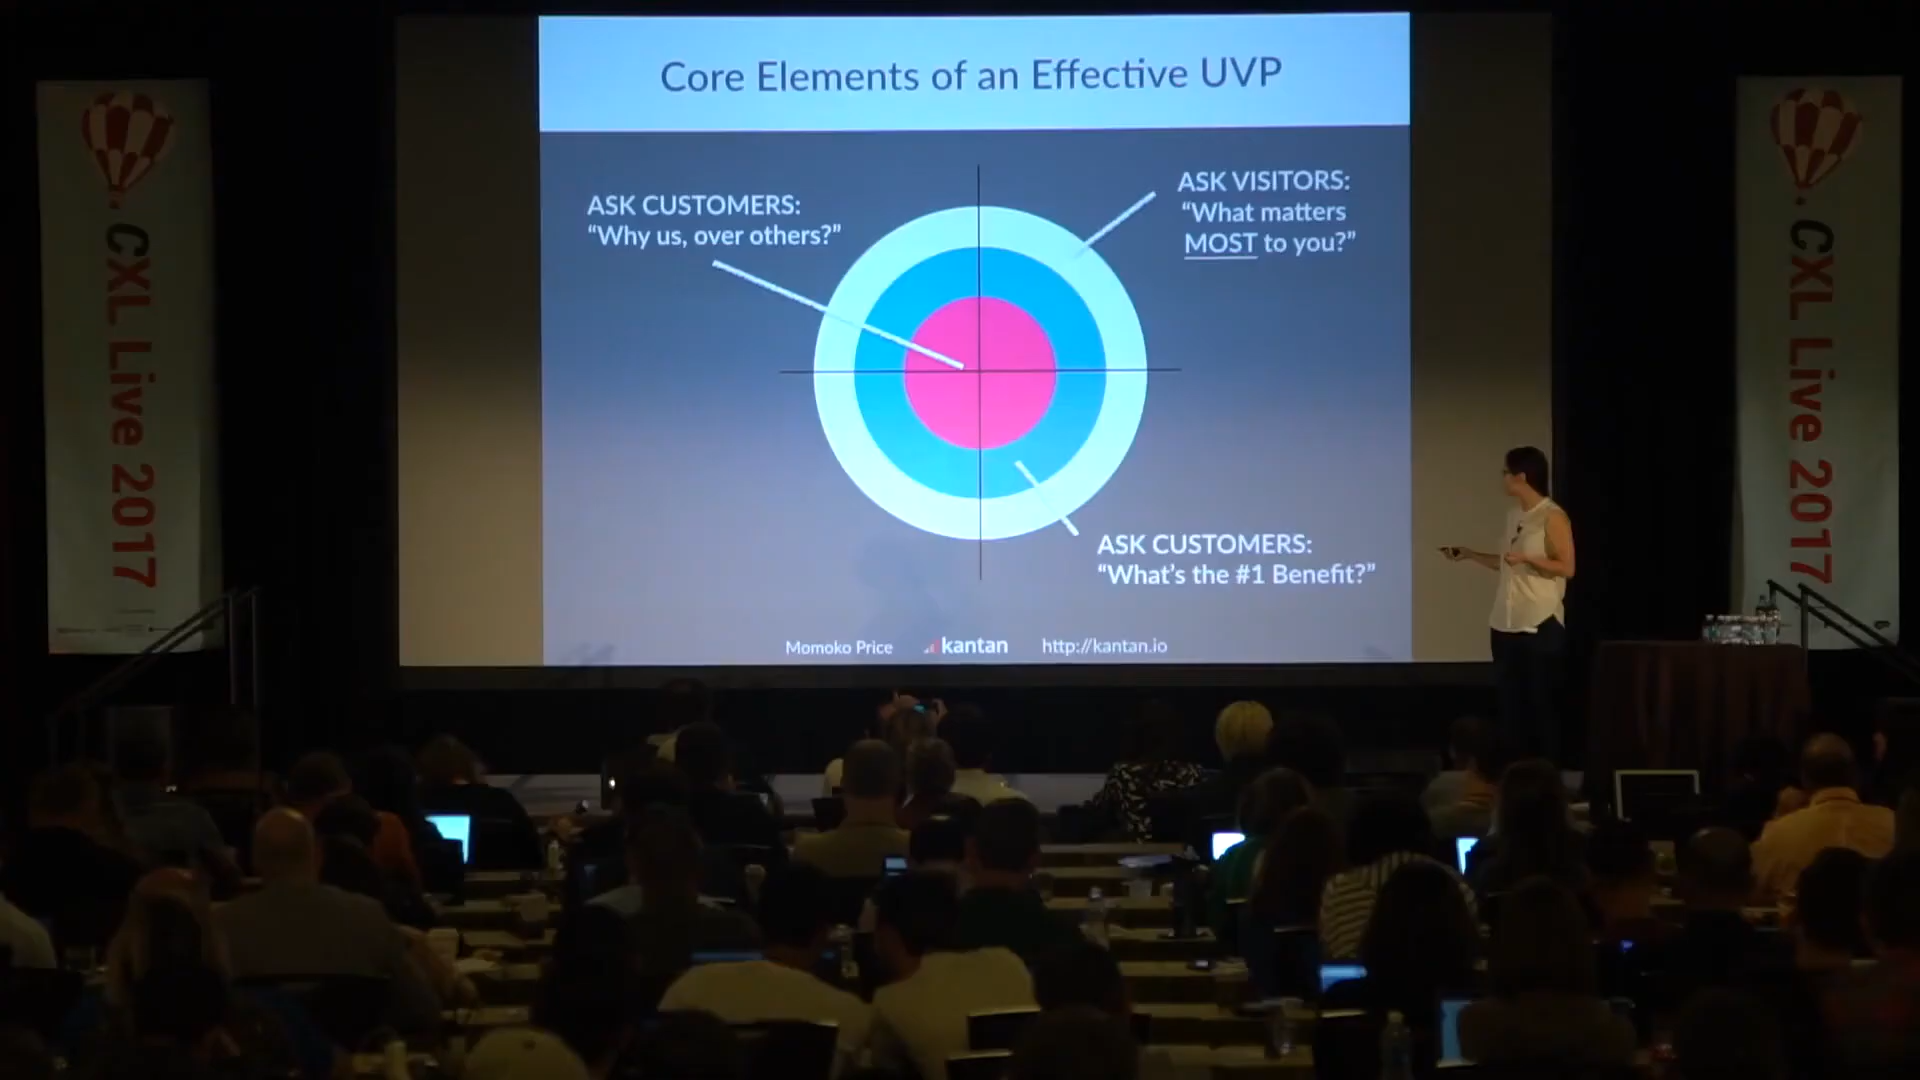 Core Elements of an Effective UVP
ASK CUSTOMERS:
“Why us, over others?”
ASK VISITORS:
“What matters
MOST to you?”
ASK CUSTOMERS:
“What’s the #1 Benefit?”
Momoko Price
kantan
http://kantan.io
CXL Live 2017
CXL Live 2017